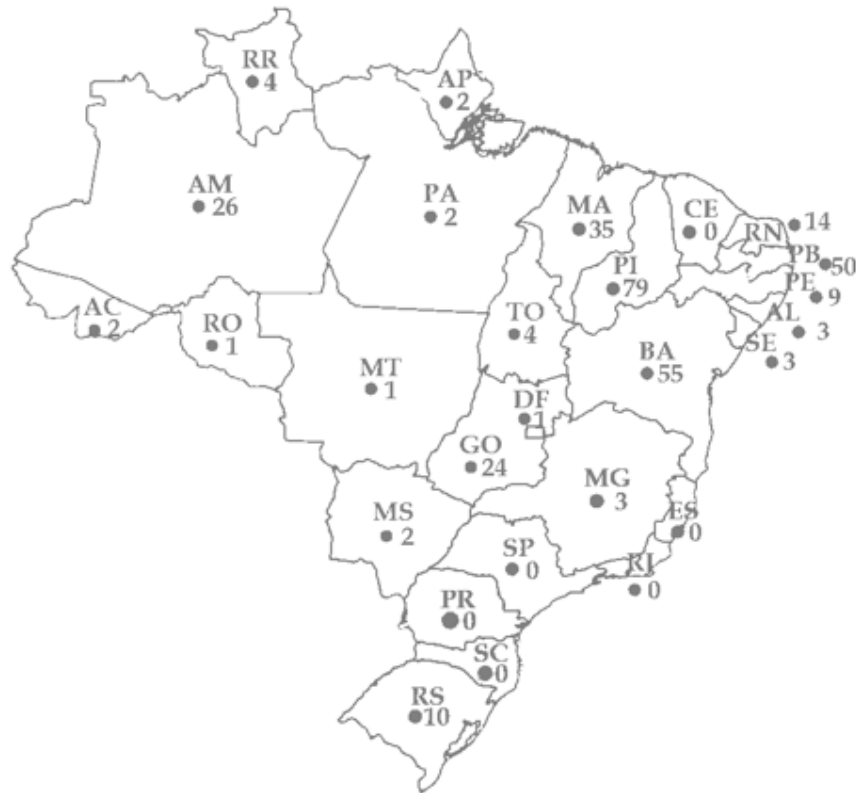 RR
4
AP
2
AM
26
PA
2
MA
35
CE
0
RN
14
PB
50
PI
79
PE
9
AC
2
RO
1
TO
4
AL
3
SE
3
BA
55
MT
1
DF
1
GO
24
MG
3
ES
0
MS
2
SP
0
RJ
0
PR
0
SC
0
RS
10